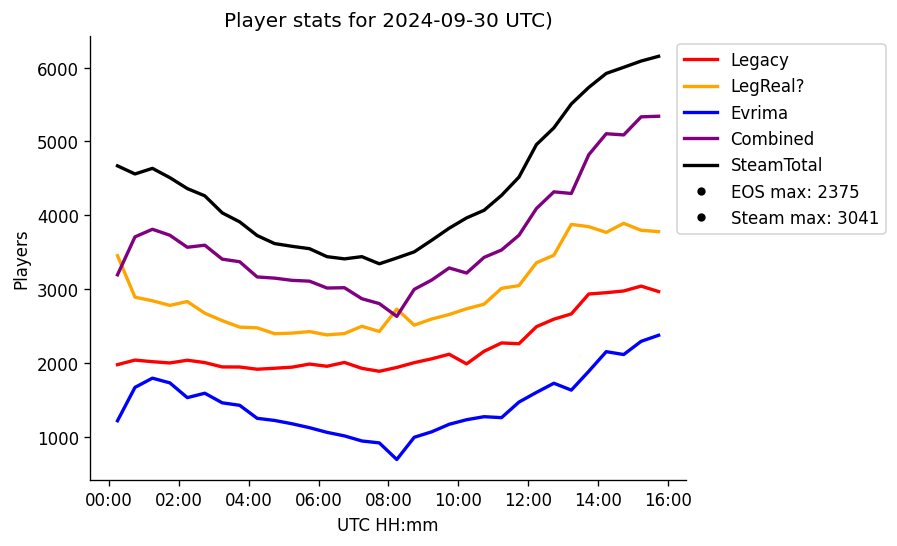 Player stats for 2024-09-30 UTC)
Players
6000
5000
4000
3000
2000
1000
00:00 02:00 04:00 06:00 08:00 10:00 12:00 14:00 16:00
UTC HH:mm
Legacy
LegReal?
Evrima
Combined
SteamTotal
EOS max: 2375
Steam max: 3041